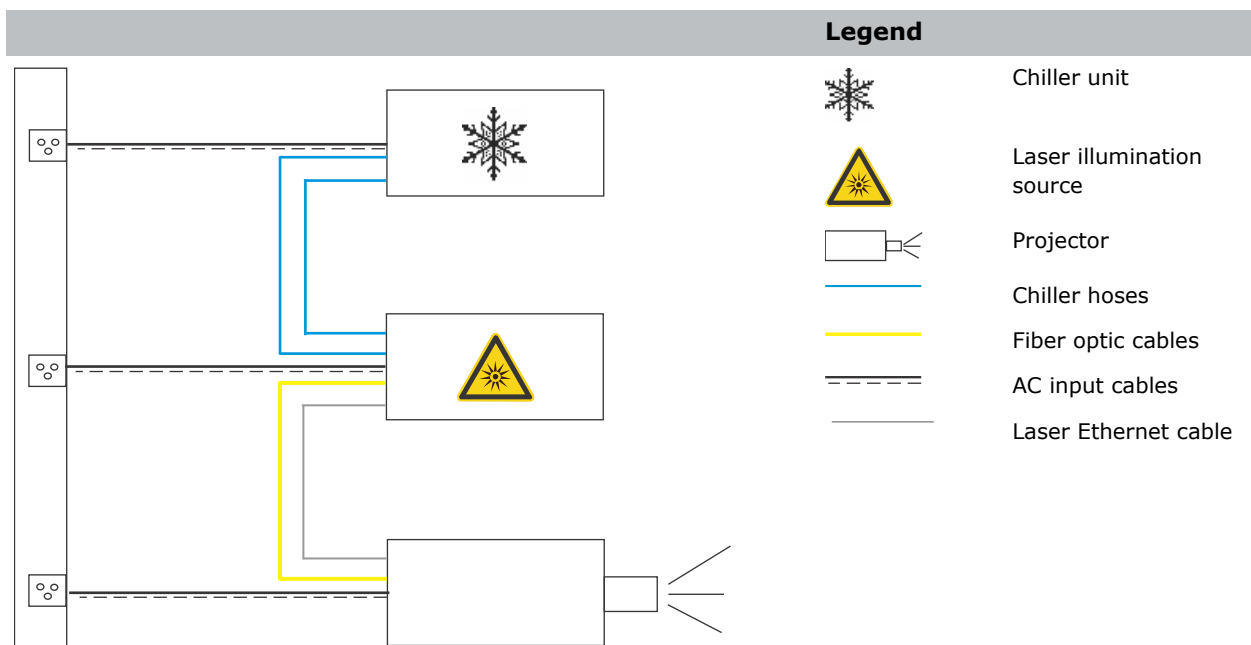 Legend
Chiller unit
Laser illumination
source
Projector
Chiller hoses
Fiber optic cables
AC input cables
Laser Ethernet cable